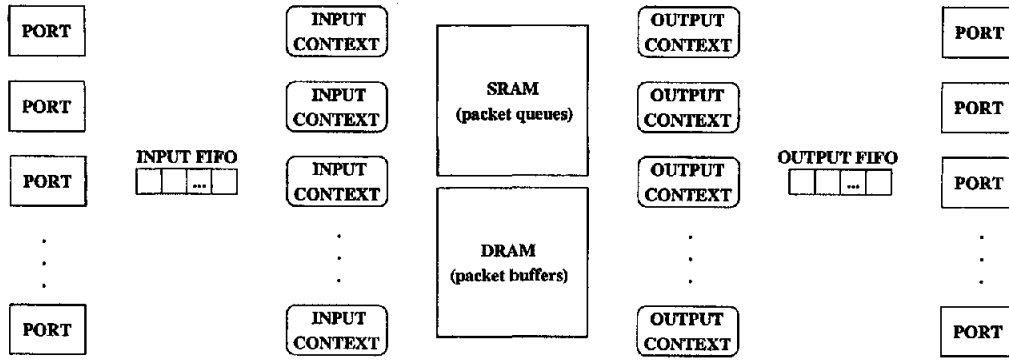 PORT
INPUT
CONTEXT
OUTPUT
CONTEXT
PORT
PORT
INPUT
CONTEXT
SRAM
(packet queues)
OUTPUT
CONTEXT
PORT
INPUT FIFO
...
PORT
INPUT
CONTEXT
OUTPUT
CONTEXT
OUTPUT FIFO
...
PORT
DRAM
(packet buffers)
PORT
INPUT
CONTEXT
OUTPUT
CONTEXT
PORT